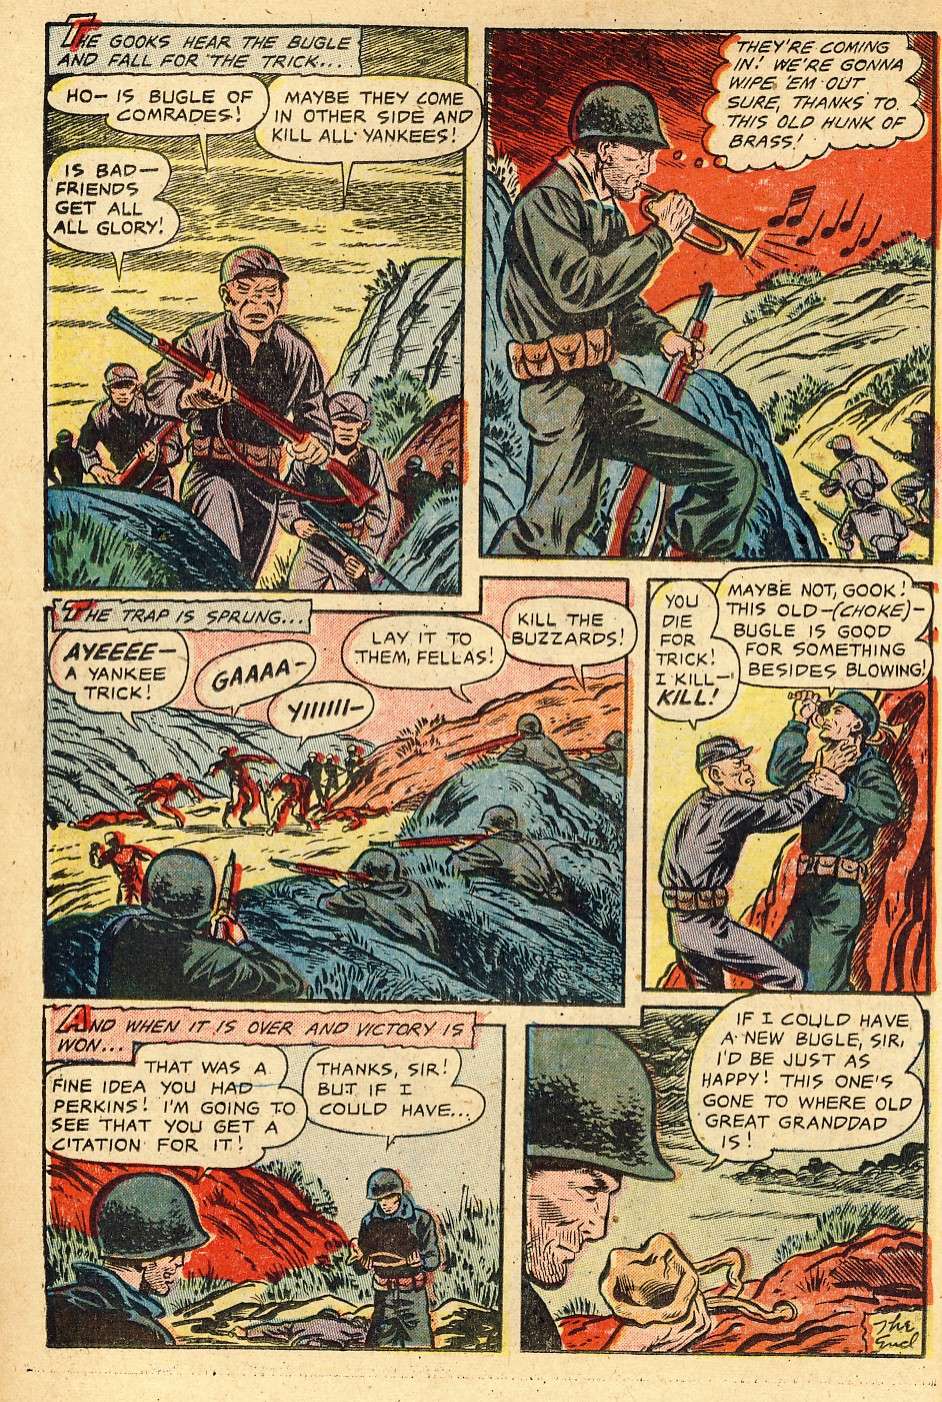 THE GOOKS HEAR THE BUGLE
AND FALL FOR THE TRICK...
HO- IS BUGLE OF
COMRADES!
MAYBE THEY COME
IN OTHER SIDE AND
KILL ALL YANKEES!
IS BAD-
FRIENDS
GET ALL
ALL GLORY!
THEY'RE COMING
IN! WE'RE GONNA
WIPE 'EM OUT
SURE, THANKS TO
THIS OLD HUNK OF
BRASS!
THE TRAP IS SPRUNG...
AYEEEE-
A YANKEE
TRICK!
GAAAA-
YIIIIII-
LAY IT TO
THEM, FELLAS!
KILL THE
BUZZARDS!
YOU
DIE
FOR
TRICK!
I KILL-
KILL!
MAYBE NOT, GOOK!
THIS OLD-(CHOKE)-
BUGLE IS GOOD
FOR SOMETHING
BESIDES BLOWING!
AND WHEN IT IS OVER AND VICTORY IS
WON...
THAT WAS A
FINE IDEA YOU HAD
PERKINS! I'M GOING TO
SEE THAT YOU GET A
CITATION FOR IT!
THANKS, SIR!
BUT IF I
COULD HAVE...
IF I COULD HAVE
A NEW BUGLE, SIR,
I'D BE JUST AS
HAPPY! THIS ONE'S
GONE TO WHERE OLD
GREAT GRANDDAD
IS!
The
End